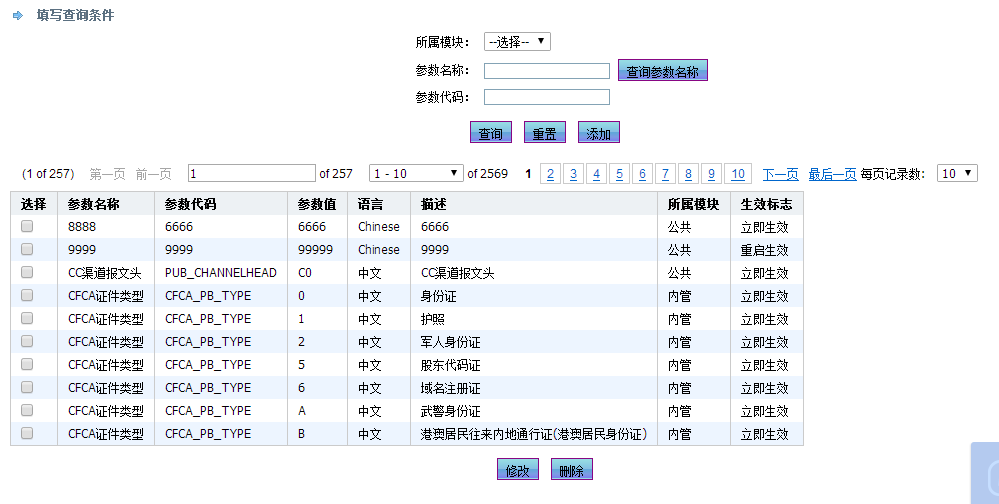 填写查询条件
所属模块： --选择--
参数名称： 查询参数名称
参数代码：
查询 重置 添加
(1 of 257) 第一页 前一页 1 of 257 1 - 10 of 2569 1 2 3 4 5 6 7 8 9 10 下一页 最后一页 每页记录数： 10
选择 参数名称 参数代码 参数值 语言 描述 所属模块 生效标志
8888 6666 6666 Chinese 6666 公共 立即生效
9999 9999 99999 Chinese 9999 公共 重启生效
CC渠道报文头 PUB_CHANNELHEAD C0 中文 CC渠道报文头 公共 立即生效
CFCA证件类型 CFCA_PB_TYPE 0 中文 身份证 内管 立即生效
CFCA证件类型 CFCA_PB_TYPE 1 中文 护照 内管 立即生效
CFCA证件类型 CFCA_PB_TYPE 2 中文 军人身份证 内管 立即生效
CFCA证件类型 CFCA_PB_TYPE 5 中文 股东代码证 内管 立即生效
CFCA证件类型 CFCA_PB_TYPE 6 中文 域名注册证 内管 立即生效
CFCA证件类型 CFCA_PB_TYPE A 中文 武警身份证 内管 立即生效
CFCA证件类型 CFCA_PB_TYPE B 中文 港澳居民往来内地通行证(港澳居民身份证) 内管 立即生效
修改 删除